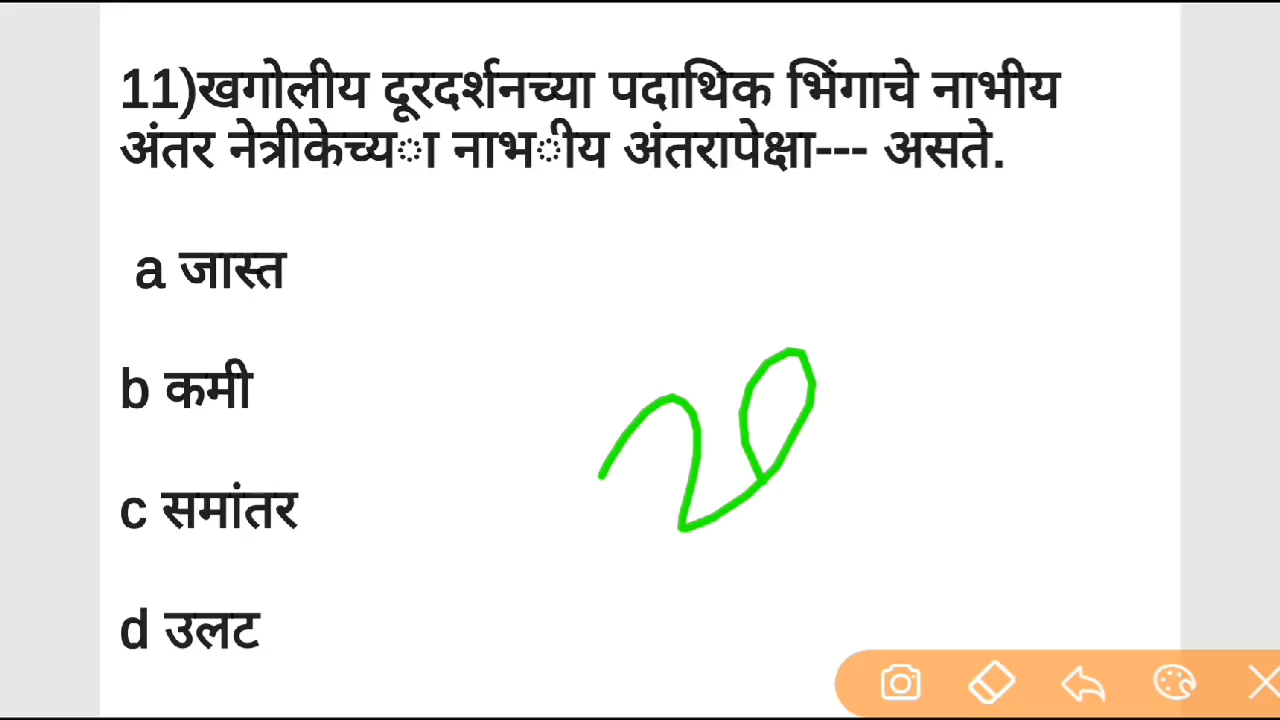 11)खगोलीय दूरदर्शनच्या पदाथिक भिंगाचे नाभीय
अंतर नेत्रीकेच्य◌ा नाभ◌ीय अंतरापेक्षा--- असते.
a जास्त
b कमी
c समांतर
d उलट